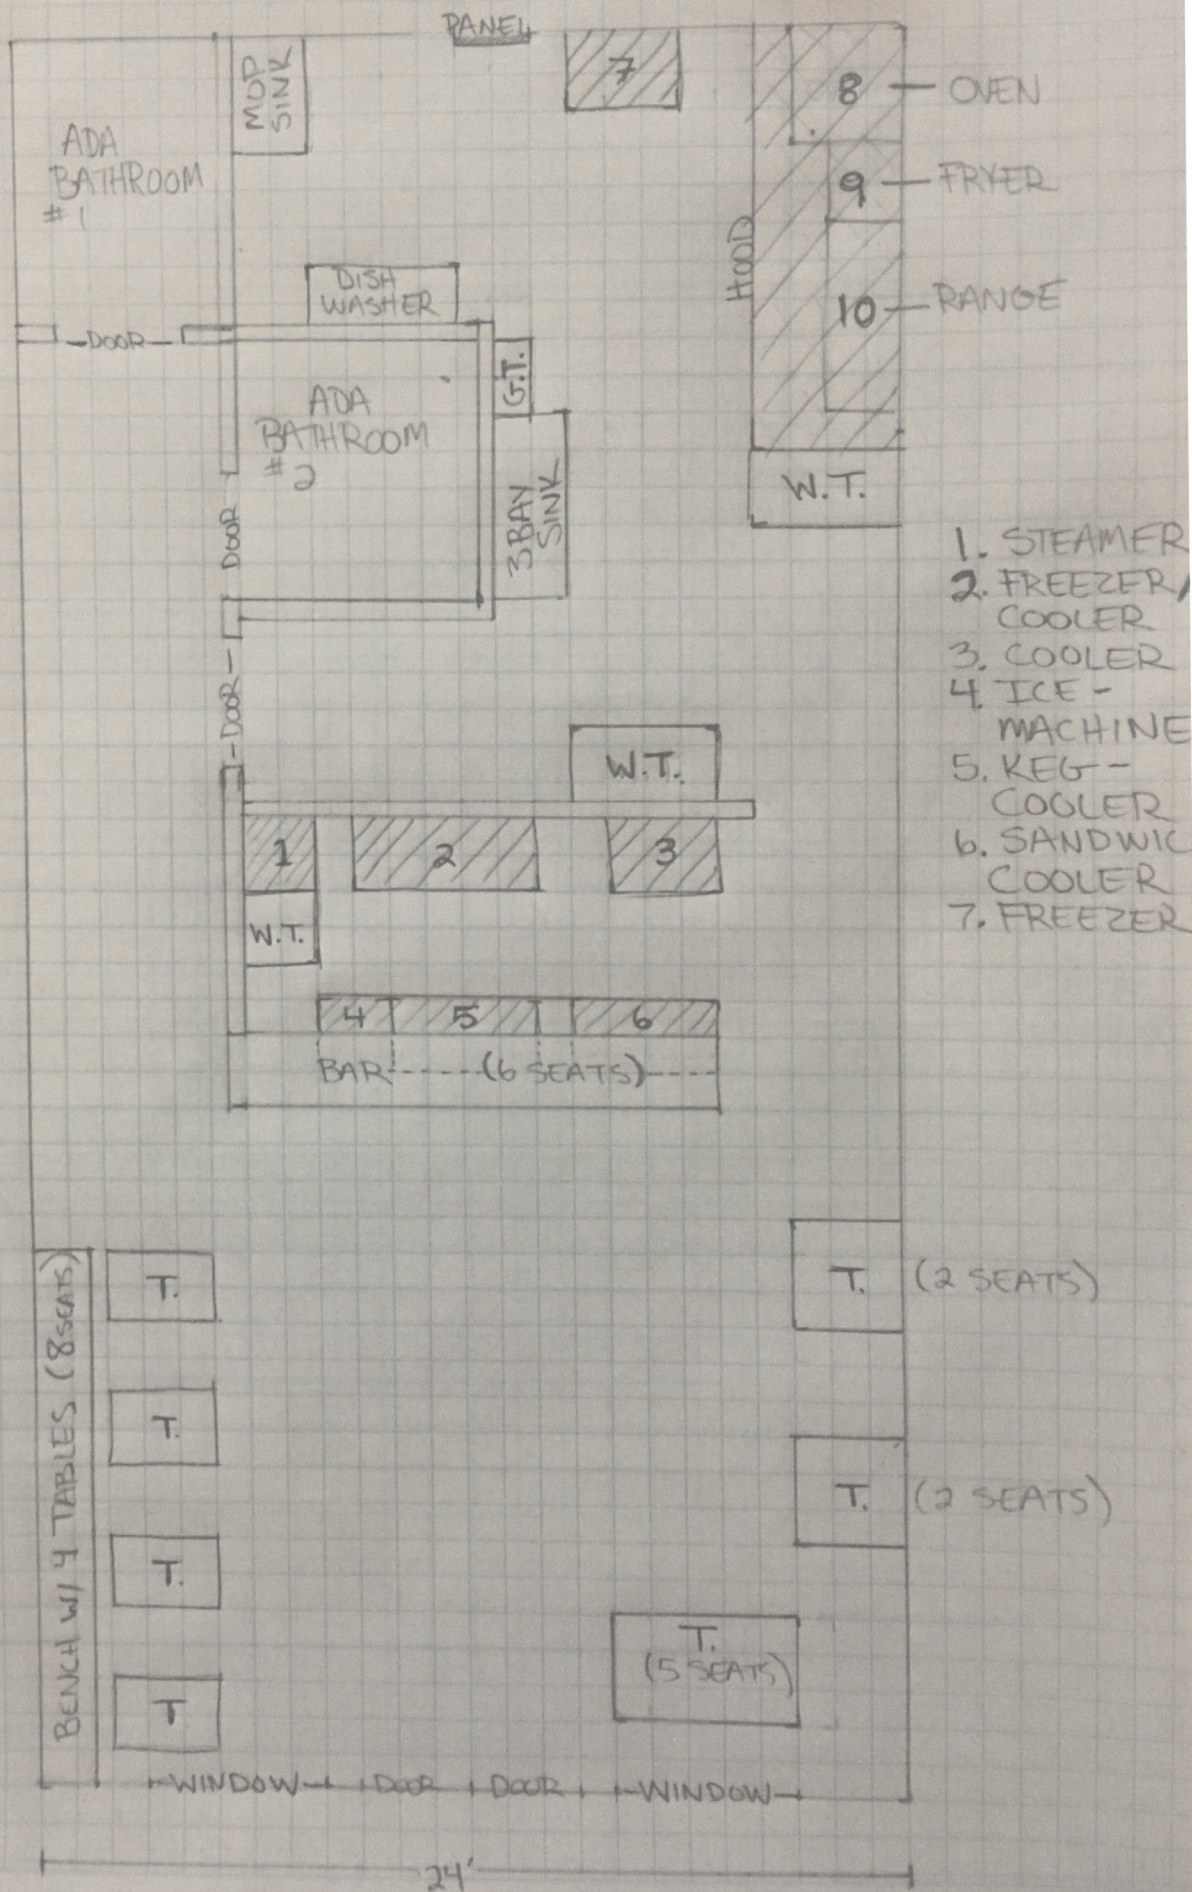 PANEL
MOP
SINK
7
8
OVEN
ADA
BATHROOM
#1
9
FRYER
HOOD
DISH
WASHER
10
RANGE
DOOR
G.T.
ADA
BATHROOM
#2
3 BAY
SINK
W.T.
DOOR
1. STEAMER
2. FREEZER/
COOLER
3. COOLER
4. ICE-
MACHINE
5. KEG-
COOLER
6. SANDWIC
COOLER
7. FREEZER
DOOR
W.T.
1
2
3
W.T.
4
5
6
BAR (6 SEATS)
T.
T. (2 SEATS)
BENCH W/ 4 TABLES (8 SEATS)
T.
T. (2 SEATS)
T.
T.
(5 SEATS)
T
WINDOW DOOR DOOR WINDOW
24'